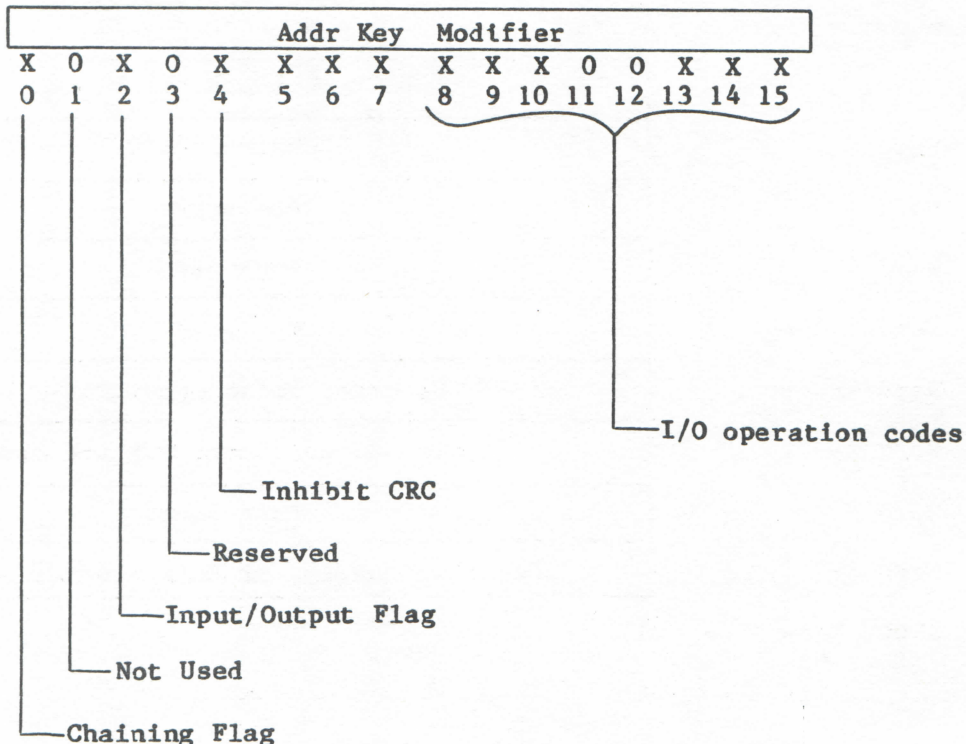 Addr Key Modifier
X 0 X 0 X X X X X X X 0 0 X X X
0 1 2 3 4 5 6 7 8 9 10 11 12 13 14 15
I/O operation codes
Inhibit CRC
Reserved
Input/Output Flag
Not Used
Chaining Flag